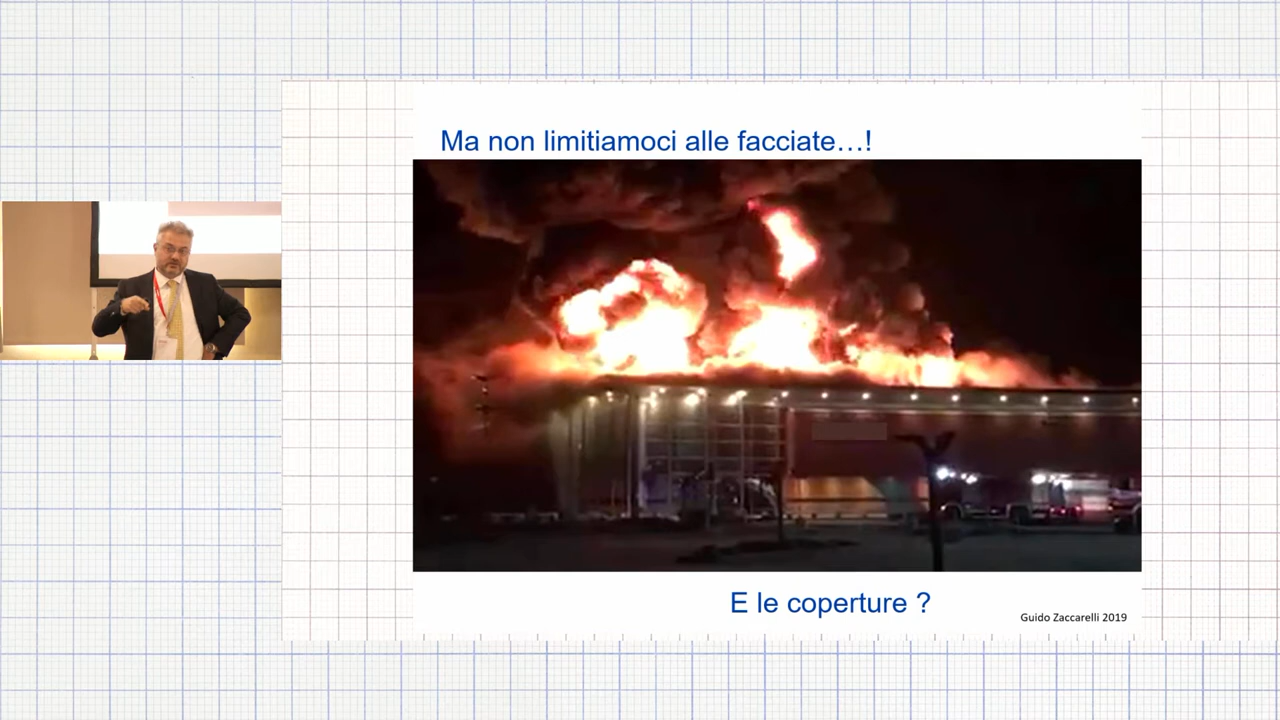 Ma non limitiamoci alle facciate…!
E le coperture ?
Guido Zaccarelli 2019